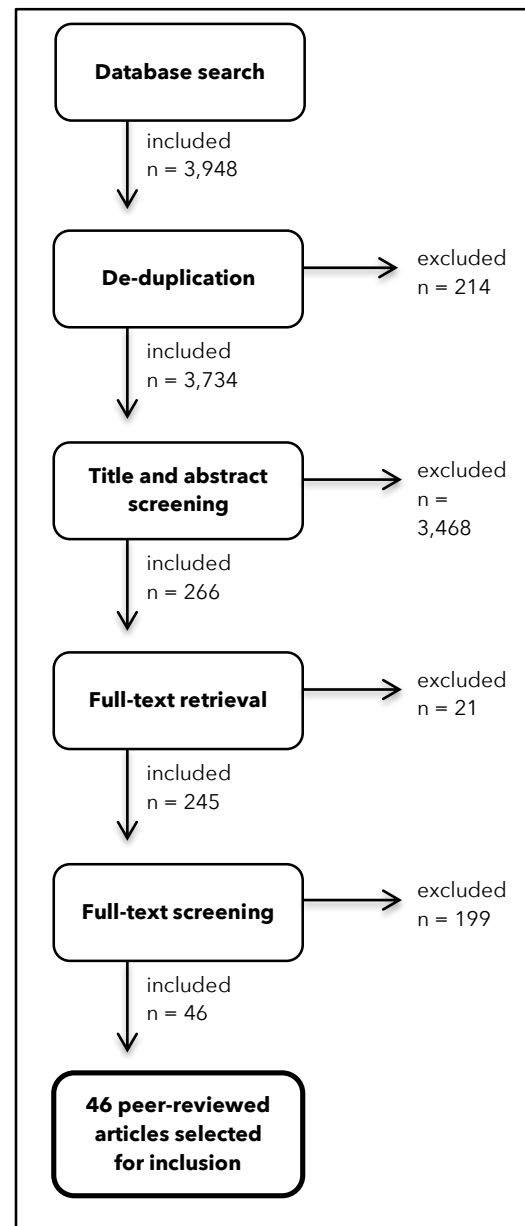 Database search
included
n = 3,948
De-duplication
excluded
n = 214
included
n = 3,734
Title and abstract
screening
excluded
n =
3,468
included
n = 266
Full-text retrieval
excluded
n = 21
included
n = 245
Full-text screening
excluded
n = 199
included
n = 46
46 peer-reviewed
articles selected
for inclusion